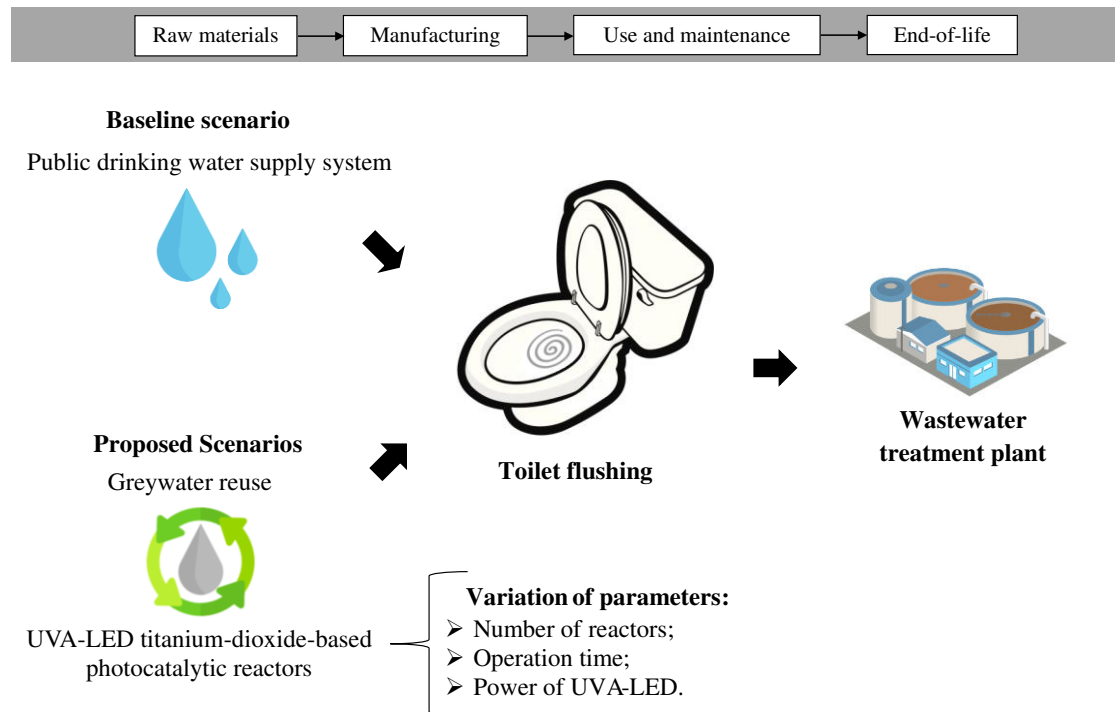 Raw materials
Manufacturing
Use and maintenance
End-of-life
Baseline scenario
Public drinking water supply system
Proposed Scenarios
Greywater reuse
UVA-LED titanium-dioxide-based
photocatalytic reactors
Toilet flushing
Wastewater
treatment plant
Variation of parameters:
➢ Number of reactors;
➢ Operation time;
➢ Power of UVA-LED.